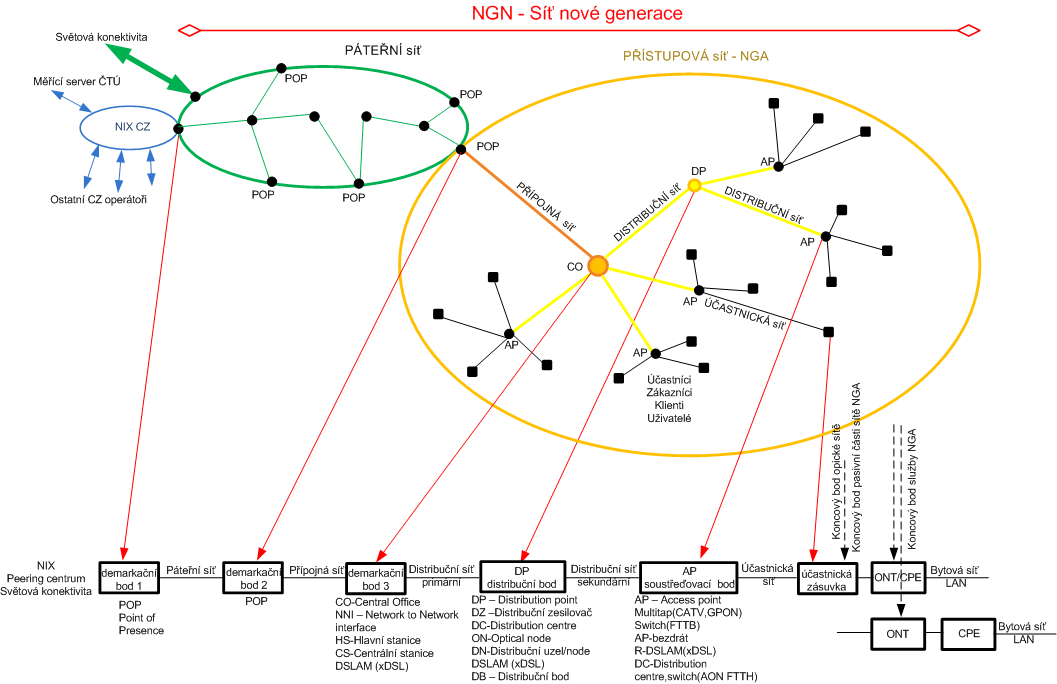 NGN - Síť nové generace
Světová konektivita
PÁTEŘNÍ síť
PŘÍSTUPOVÁ síť - NGA
Měřící server ČTÚ
NIX CZ
Ostatní CZ operátoři
POP
POP
POP
POP
POP
PŘÍPOJNÁ síť
CO
DISTRIBUČNÍ síť
DP
DISTRIBUČNÍ síť
AP
AP
AP
ÚČASTNICKÁ síť
AP
AP
Účastníci
Zákazníci
Klienti
Uživatelé
Koncový bod opické sítě
Koncový bod pasivní části sítě NGA
Koncový bod služby NGA
NIX
Peering centrum
Světová konektivita
demarkační
bod 1
POP
Point of
Presence
Páteřní síť
demarkační
bod 2
POP
Přípojná síť
demarkační
bod 3
CO-Central Office
NNI – Network to Network
interface
HS-Hlavní stanice
CS-Centrální stanice
DSLAM (xDSL)
Distribuční síť
primární
DP
distribuční bod
DP – Distribution point
DZ –Distribuční zesilovač
DC-Distribution centre
ON-Optical node
DN-Distribuční uzel/node
DSLAM (xDSL)
DB – Distribuční bod
Distribuční síť
sekundární
AP
soustřeďovací bod
AP – Access point
Multitap(CATV,GPON)
Switch(FTTB)
AP-bezdrát
R-DSLAM(xDSL)
DC-Distribution
centre,switch(AON FTTH)
Účastnická
síť
účastnická
zásuvka
ONT/CPE
Bytová síť
LAN
ONT
CPE
Bytová síť
LAN